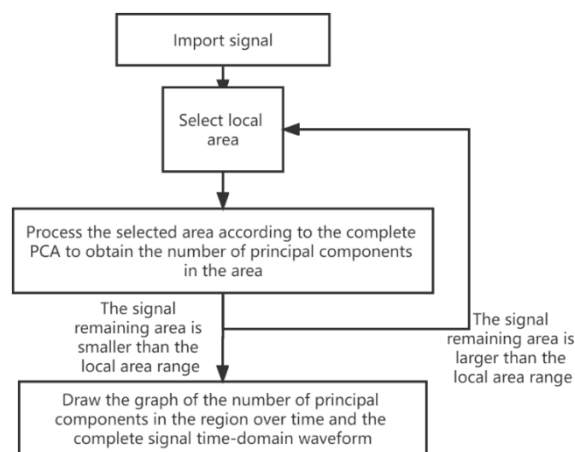 Import signal
Select local
area
Process the selected area according to the complete
PCA to obtain the number of principal components
in the area
The signal
remaining area is
smaller than the
local area range
The signal
remaining area is
larger than the
local area range
Draw the graph of the number of principal
components in the region over time and the
complete signal time-domain waveform